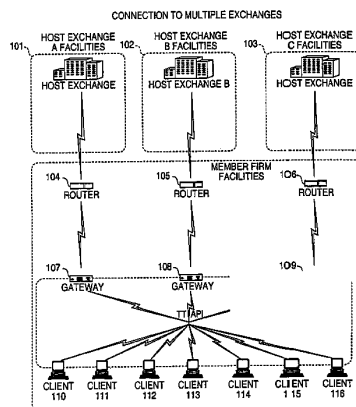 CONNECTION TO MULTIPLE EXCHANGES
101 HOST EXCHANGE A FACILITIES
102 HOST EXCHANGE B FACILITIES
103 HOST EXCHANGE C FACILITIES
HOST EXCHANGE
HOST EXCHANGE B
HOST EXCHANGE
MEMBER FIRM FACILITIES
104 ROUTER
105 ROUTER
106 ROUTER
107 GATEWAY
108 GATEWAY
109
TT API
CLIENT 110
CLIENT 111
CLIENT 112
CLIENT 113
CLIENT 114
CLIENT 115
CLIENT 116